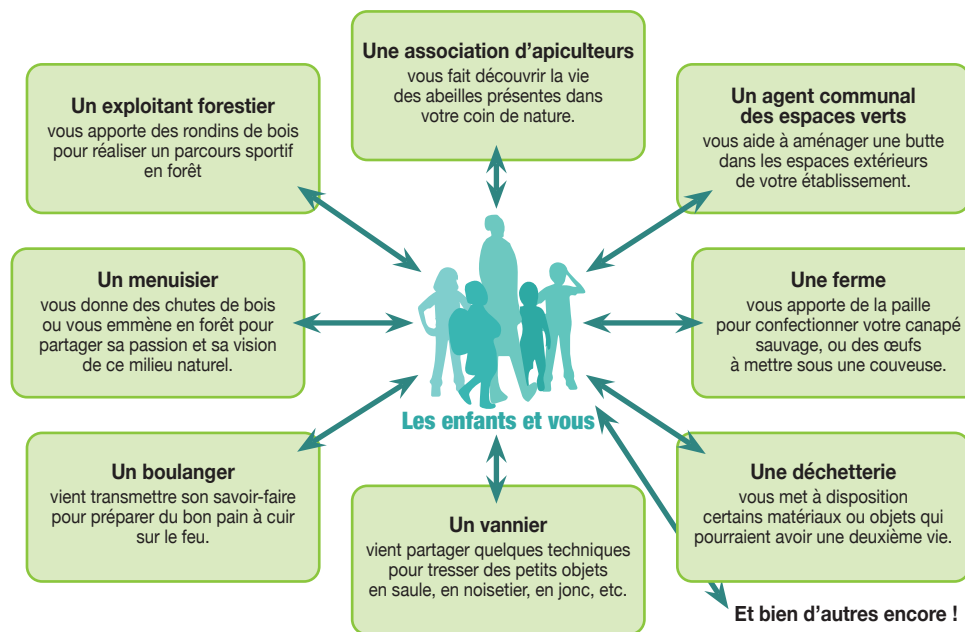 Une association d'apiculteurs
vous fait découvrir la vie
des abeilles présentes dans
votre coin de nature.
Un exploitant forestier
vous apporte des rondins de bois
pour réaliser un parcours sportif
en forêt
Un agent communal
des espaces verts
vous aide à aménager une butte
dans les espaces extérieurs
de votre établissement.
Un menuisier
vous donne des chutes de bois
ou vous emmène en forêt pour
partager sa passion et sa vision
de ce milieu naturel.
Une ferme
vous apporte de la paille
pour confectionner votre canapé
sauvage, ou des œufs
à mettre sous une couveuse.
Les enfants et vous
Un boulanger
vient transmettre son savoir-faire
pour préparer du bon pain à cuir
sur le feu.
Un vannier
vient partager quelques techniques
pour tresser des petits objets
en saule, en noisetier, en jonc, etc.
Une déchetterie
vous met à disposition
certains matériaux ou objets qui
pourraient avoir une deuxième vie.
Et bien d'autres encore !